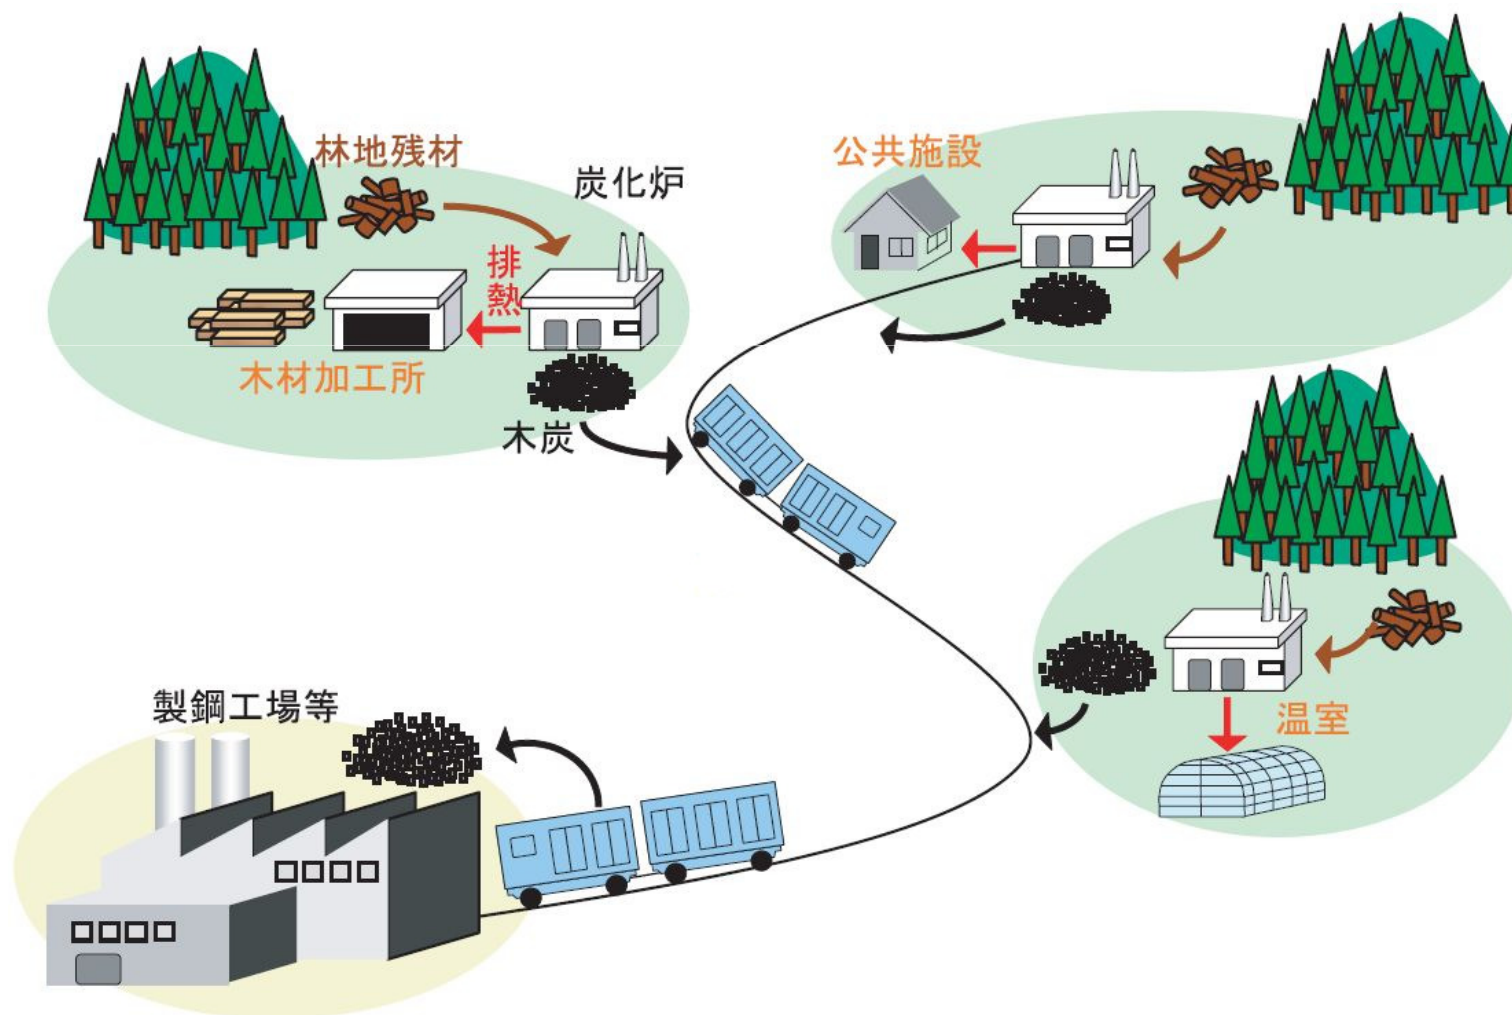 林地残材
炭化炉
公共施設
排熱
木材加工所
木炭
製鋼工場等
温室